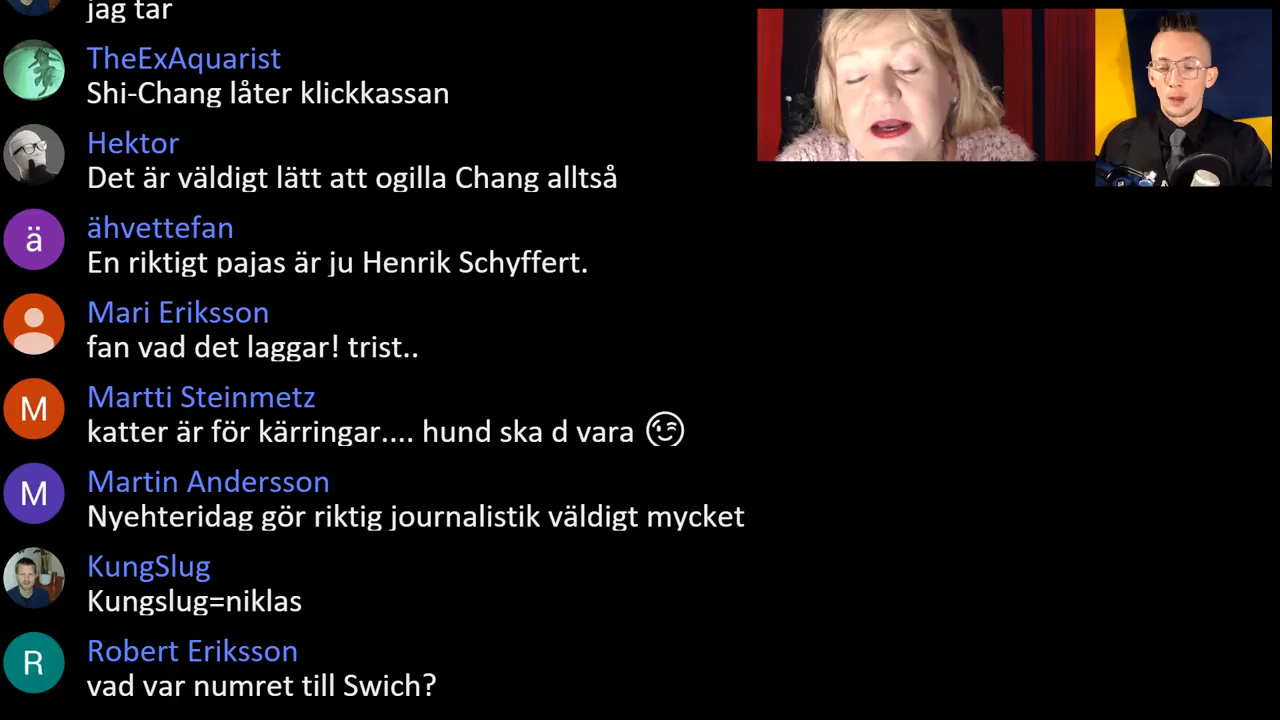 jag tar
TheExAquarist
Shi-Chang låter klickkassan
Hektor
Det är väldigt lätt att ogilla Chang alltså
ä
ähvettefan
En riktigt pajas är ju Henrik Schyffert.
Mari Eriksson
fan vad det laggar! trist..
M
Martti Steinmetz
katter är för kärringar.... hund ska d vara 😉
M
Martin Andersson
Nyehteridag gör riktig journalistik väldigt mycket
KungSlug
Kungslug=niklas
R
Robert Eriksson
vad var numret till Swich?